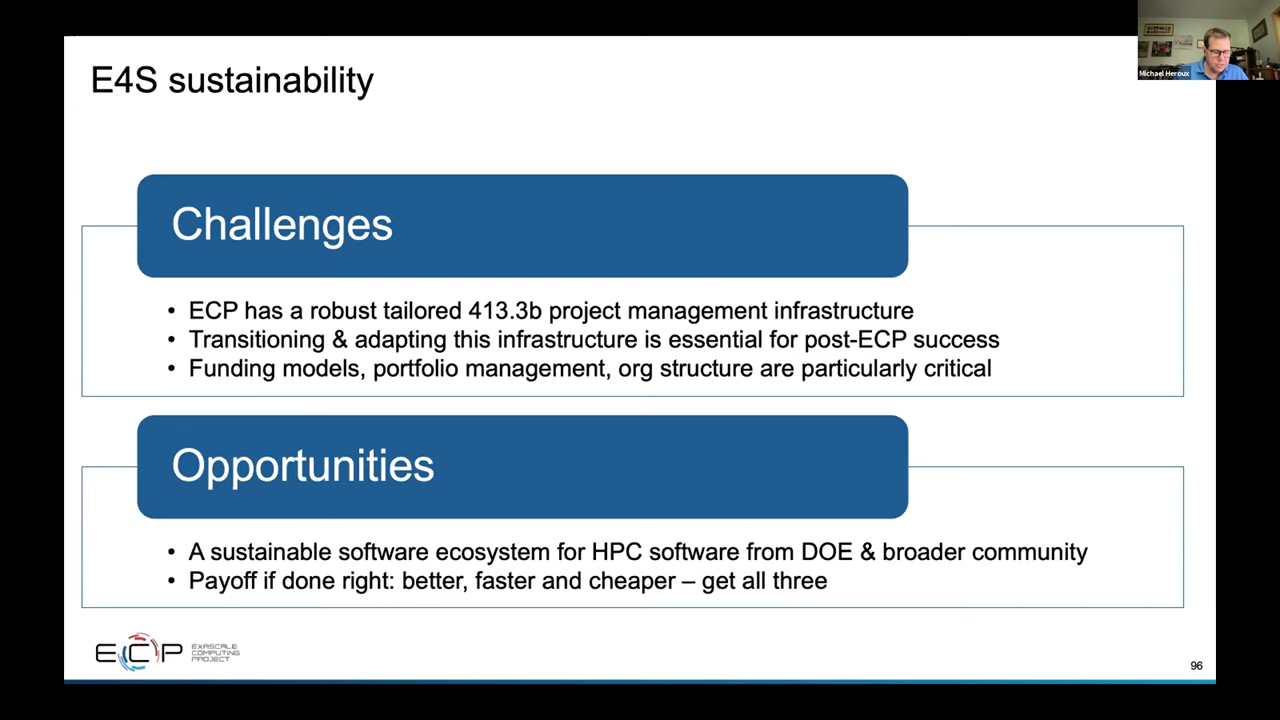 Michael Heroux
E4S sustainability
Challenges
• ECP has a robust tailored 413.3b project management infrastructure
• Transitioning & adapting this infrastructure is essential for post-ECP success
• Funding models, portfolio management, org structure are particularly critical
Opportunities
• A sustainable software ecosystem for HPC software from DOE & broader community
• Payoff if done right: better, faster and cheaper – get all three
ECP
EXASCALE
COMPUTING
PROJECT
96